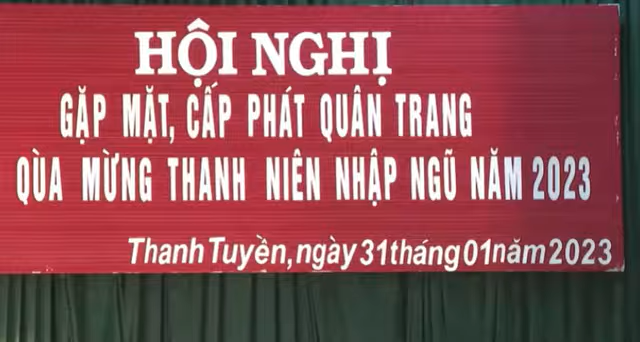 HỘI NGHỊ
GẶP MẶT, CẤP PHÁT QUÂN TRANG
QÙA MỪNG THANH NIÊN NHẬP NGŨ NĂM 2023
Thanh Tuyền, ngày 31 tháng 01 năm 2023